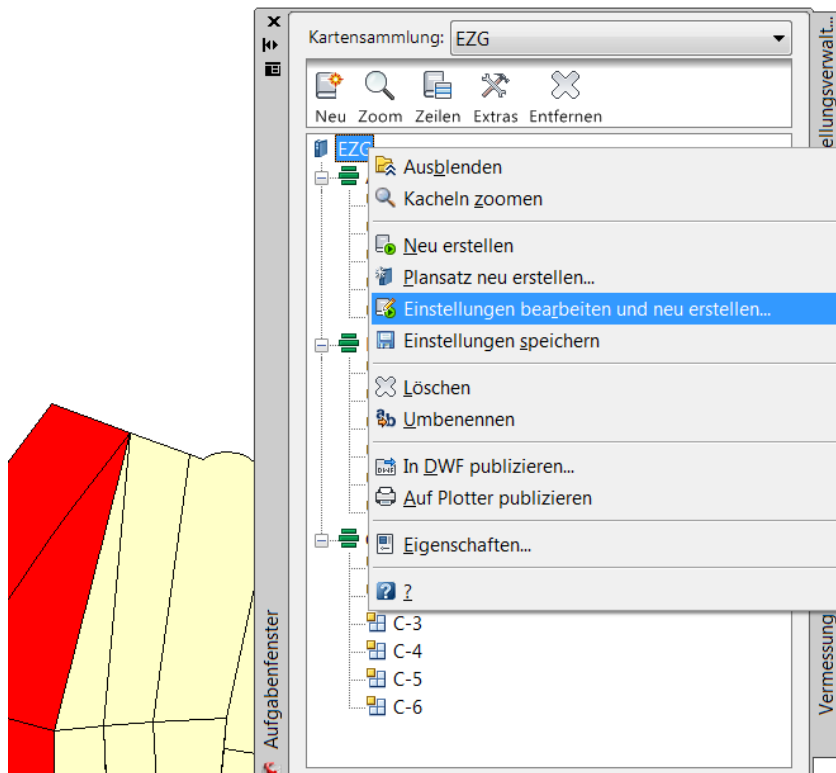 Kartensammlung: EZG
Neu Zoom Zeilen Extras Entfernen
EZG
Ausblenden
Kacheln zoomen
Neu erstellen
Plansatz neu erstellen...
Einstellungen bearbeiten und neu erstellen...
Einstellungen speichern
Löschen
Umbenennen
In DWF publizieren...
Auf Plotter publizieren
Eigenschaften...
?
C-3
C-4
C-5
C-6
Aufgabenfenster
ellungsverwalt...
Vermessung